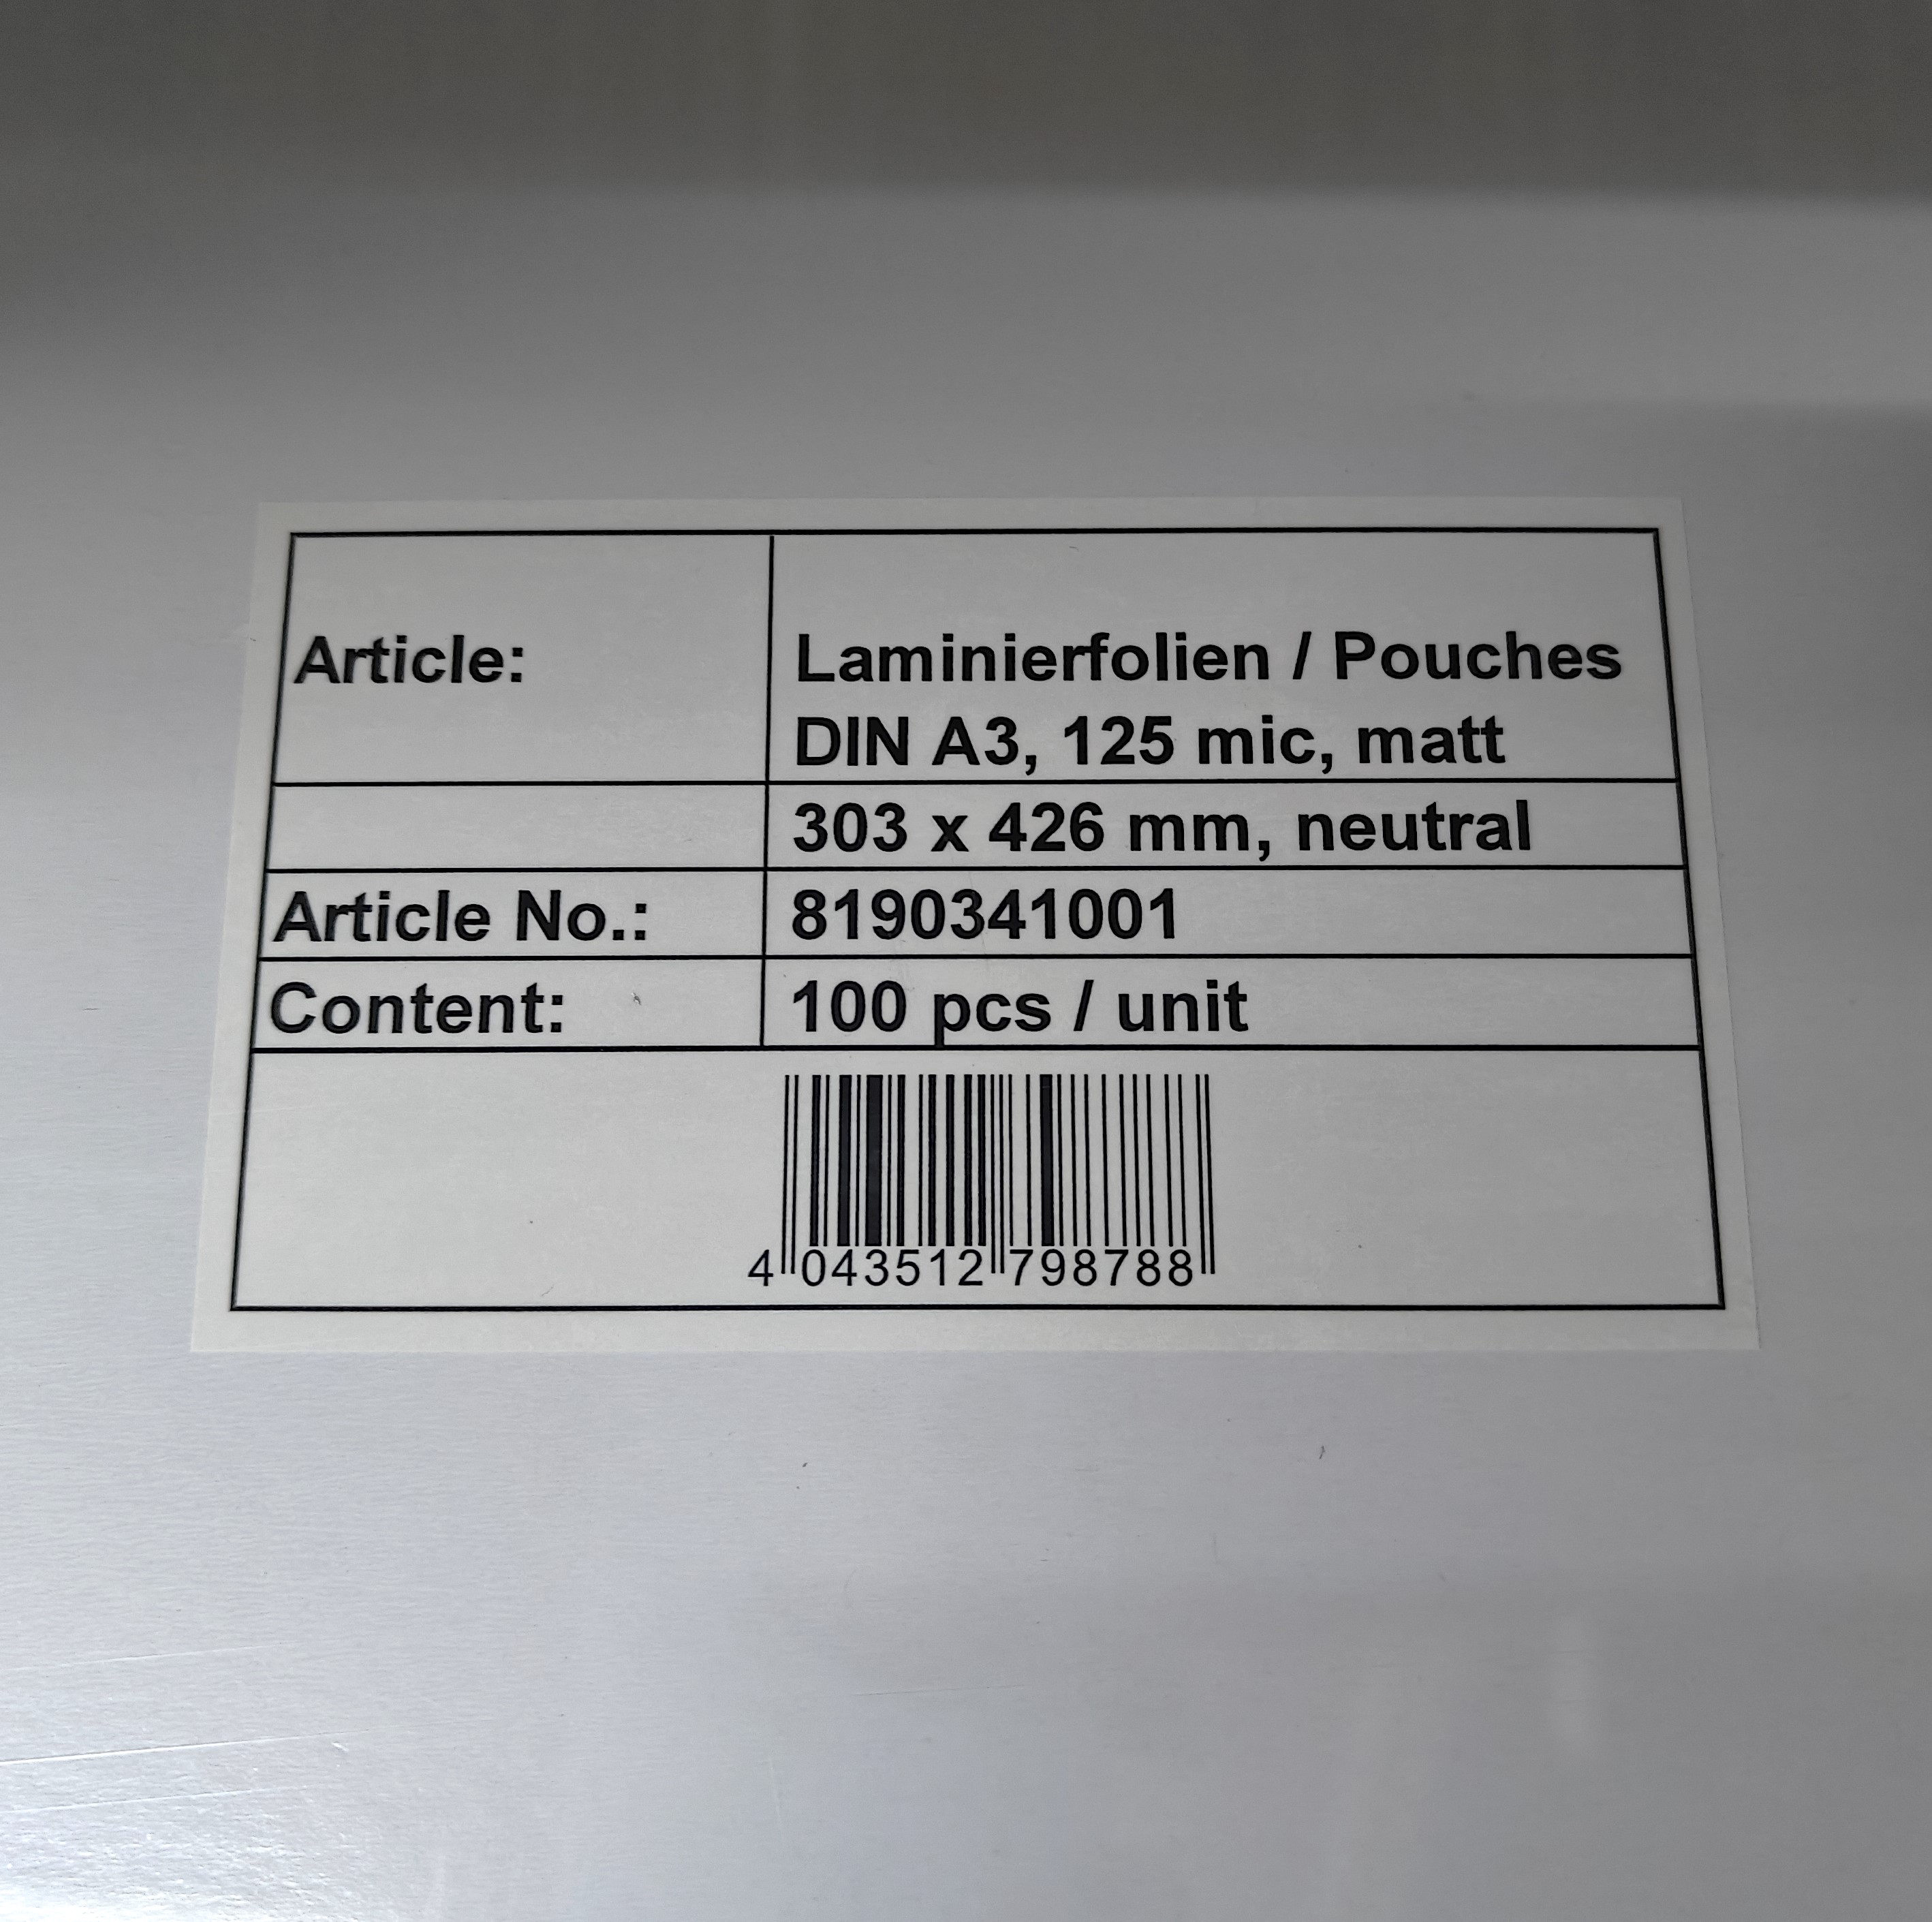 Article:
Laminierfolien / Pouches
DIN A3, 125 mic, matt
303 x 426 mm, neutral
Article No.: 8190341001
Content: 100 pcs / unit
4 043512 798788